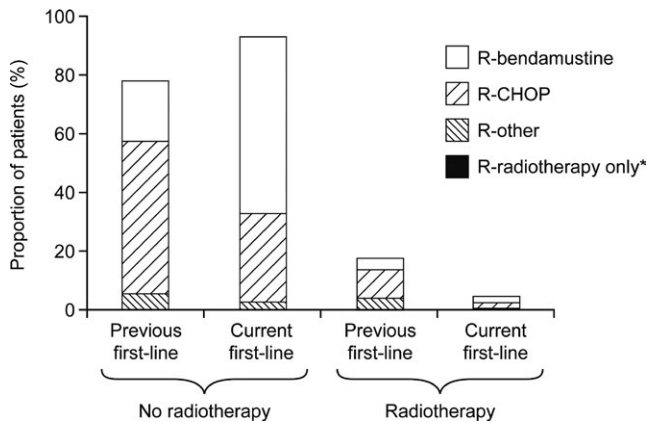 100
80
60
40
20
0
Proportion of patients (%)
R-bendamustine
R-CHOP
R-other
R-radiotherapy only*
Previous first-line
Current first-line
Previous first-line
Current first-line
No radiotherapy
Radiotherapy